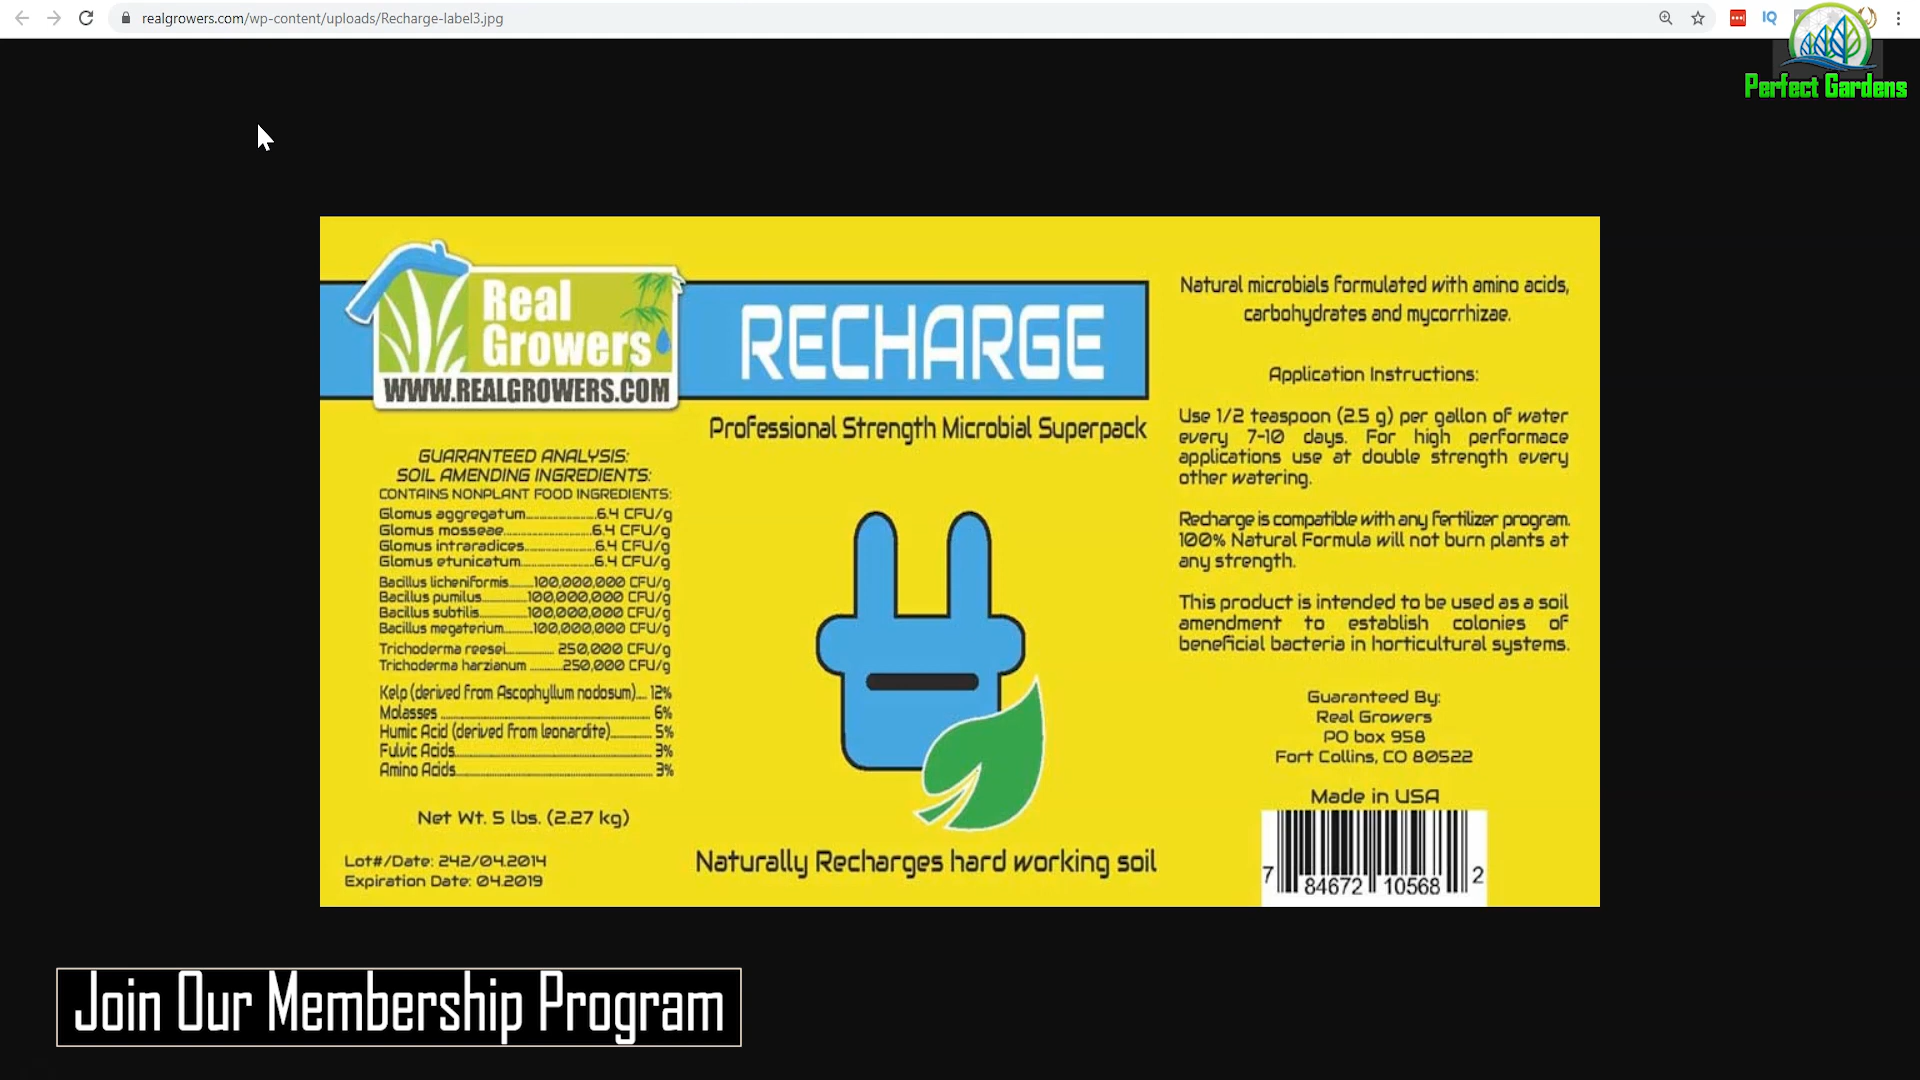 realgrowers.com/wp-content/uploads/Recharge-label3.jpg
IQ
Perfect Gardens
Real
Growers
WWW.REALGROWERS.COM
RECHARGE
Professional Strength Microbial Superpack
GUARANTEED ANALYSIS:
SOIL AMENDING INGREDIENTS:
CONTAINS NONPLANT FOOD INGREDIENTS:
Glomus aggregatum........................6.4 CFU/g
Glomus mosseae..............................6.4 CFU/g
Glomus intraradices........................6.4 CFU/g
Glomus etunicatum.........................6.4 CFU/g
Bacillus licheniformis........100,000,000 CFU/g
Bacillus pumilus...............100,000,000 CFU/g
Bacillus subtilis................100,000,000 CFU/g
Bacillus megaterium..........100,000,000 CFU/g
Trichoderma reesei................ 250,000 CFU/g
Trichoderma harzianum ...........250,000 CFU/g
Kelp (derived from Ascophyllum nodosum).... 12%
Molasses ................................................................ 6%
Humic Acid (derived from leonardite)............. 5%
Fulvic Acids............................................................ 3%
Amino Acids........................................................... 3%
Net Wt. 5 lbs. (2.27 kg)
Lot#/Date: 242/04.2014
Expiration Date: 04.2019
Naturally Recharges hard working soil
Natural microbials formulated with amino acids,
carbohydrates and mycorrhizae.
Application Instructions:
Use 1/2 teaspoon (2.5 g) per gallon of water
every 7-10 days. For high performace
applications use at double strength every
other watering.
Recharge is compatible with any fertilizer program.
100% Natural Formula will not burn plants at
any strength.
This product is intended to be used as a soil
amendment to establish colonies of
beneficial bacteria in horticultural systems.
Guaranteed By:
Real Growers
PO box 958
Fort Collins, CO 80522
Made in USA
7 84672 10568 2
Join Our Membership Program